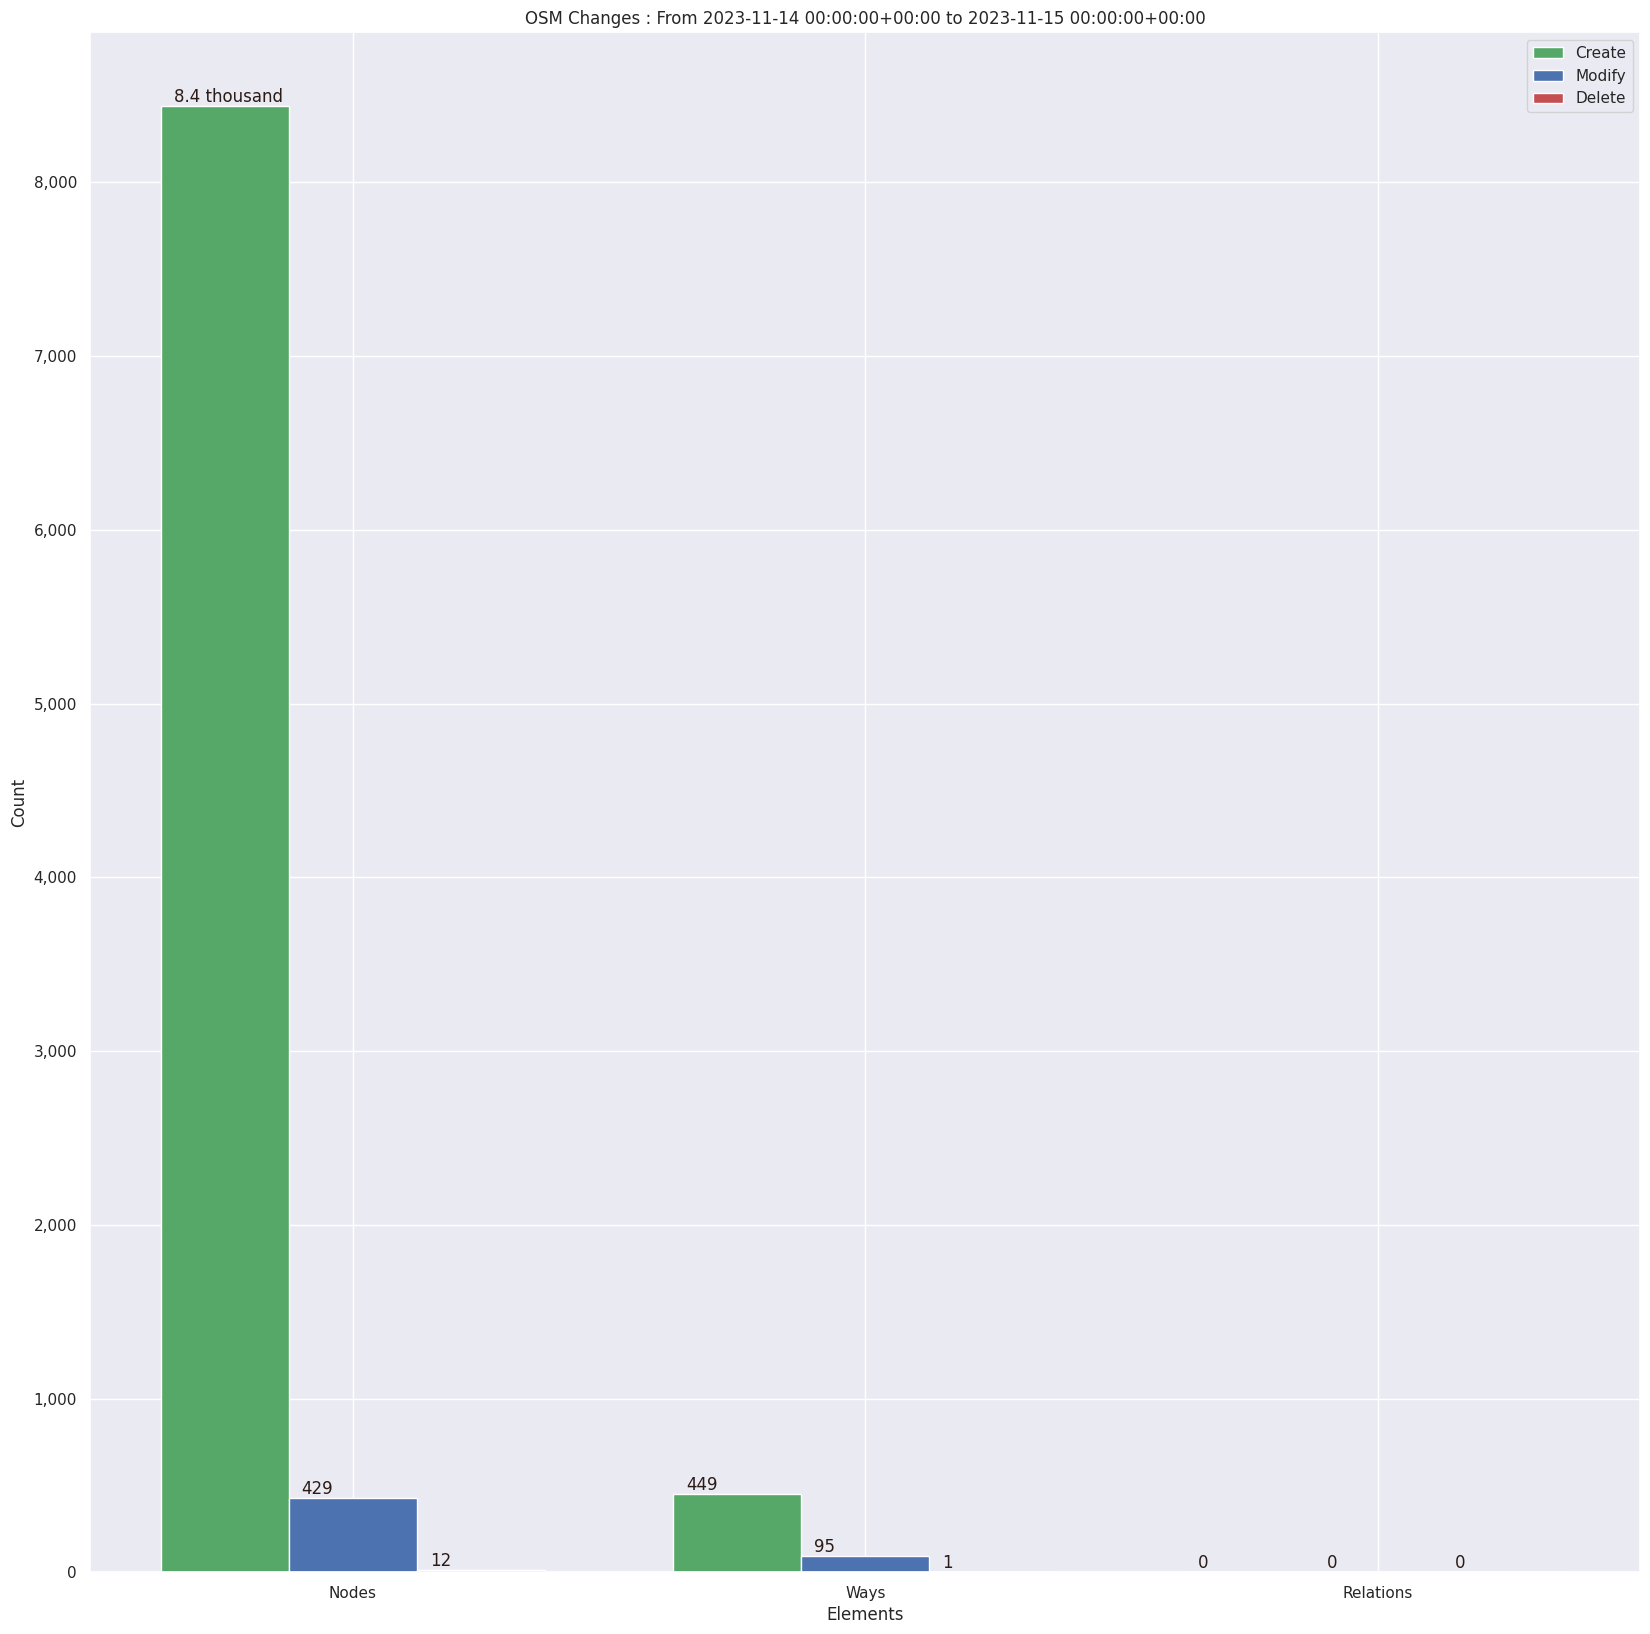 OSM Changes : From 2023-11-14 00:00:00+00:00 to 2023-11-15 00:00:00+00:00
Create
Modify
Delete
8.4 thousand
8,000
7,000
6,000
5,000
4,000
3,000
2,000
1,000
0
Count
429
12
449
95
1
0
0
0
Nodes
Ways
Relations
Elements